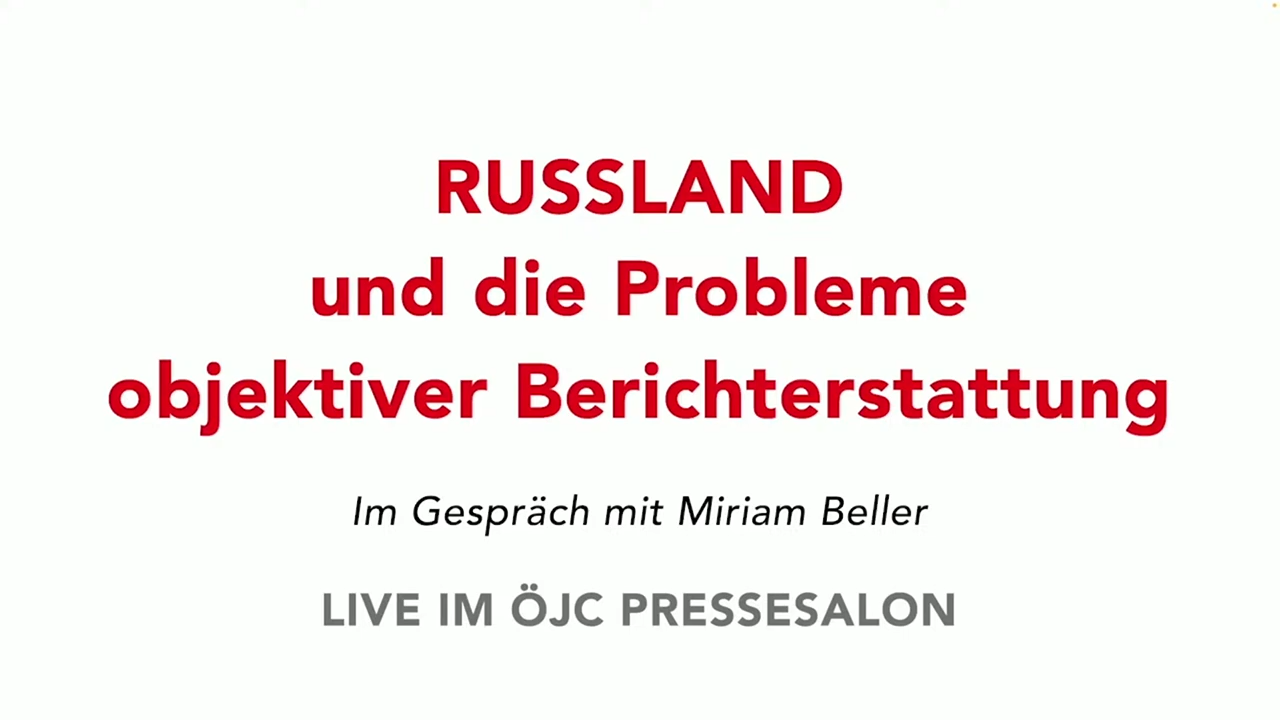 RUSSLAND
und die Probleme
objektiver Berichterstattung
Im Gespräch mit Miriam Beller
LIVE IM ÖJC PRESSESALON